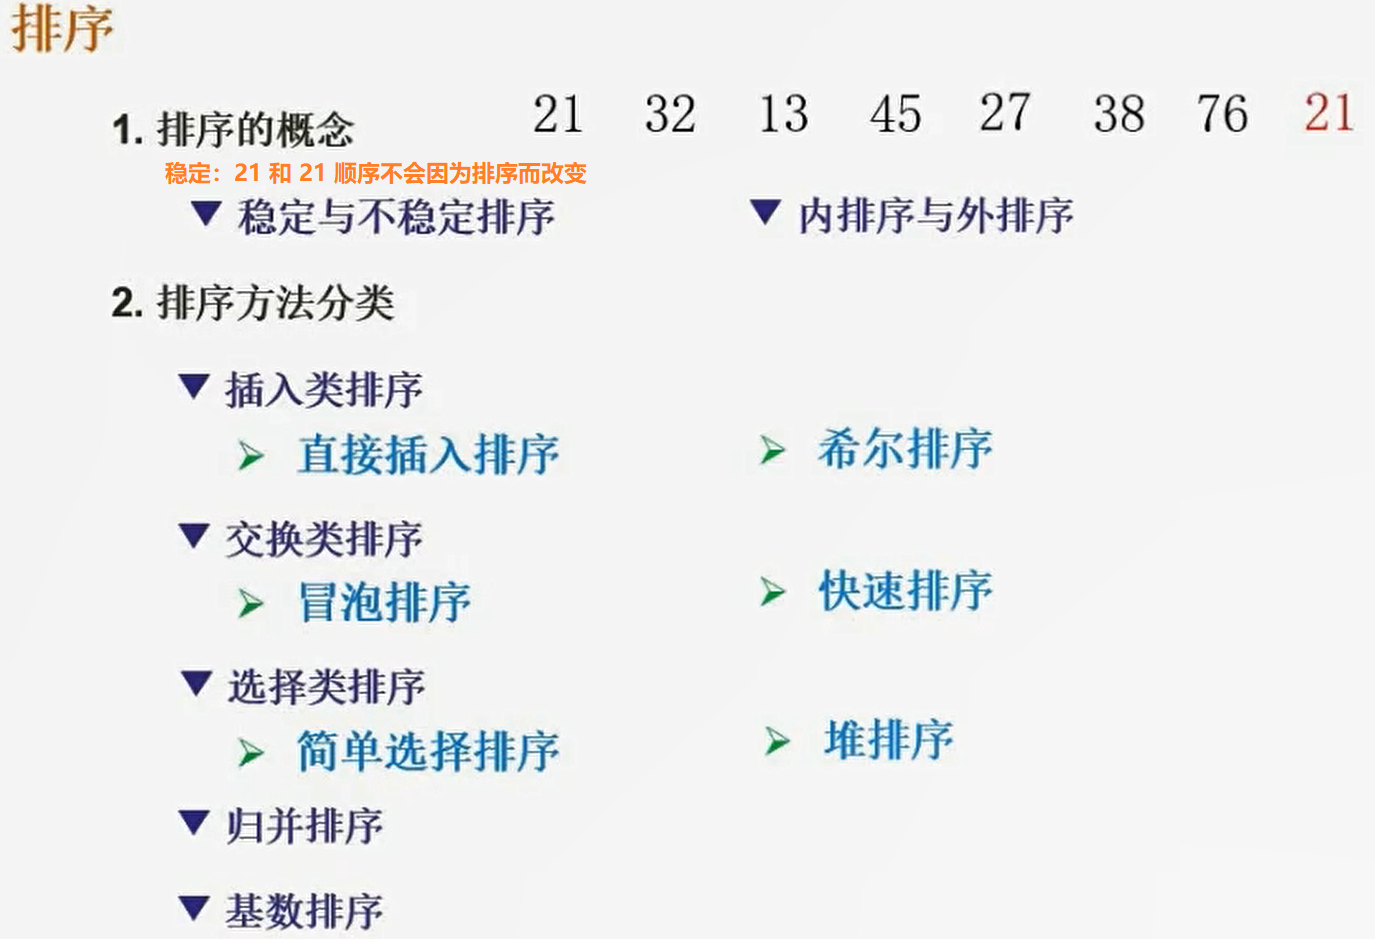 排序
1. 排序的概念 21 32 13 45 27 38 76 21
稳定：21 和 21 顺序不会因为排序而改变
▼ 稳定与不稳定排序 ▼ 内排序与外排序
2. 排序方法分类
▼ 插入类排序
➢ 直接插入排序 ➢ 希尔排序
▼ 交换类排序
➢ 冒泡排序 ➢ 快速排序
▼ 选择类排序
➢ 简单选择排序 ➢ 堆排序
▼ 归并排序
▼ 基数排序